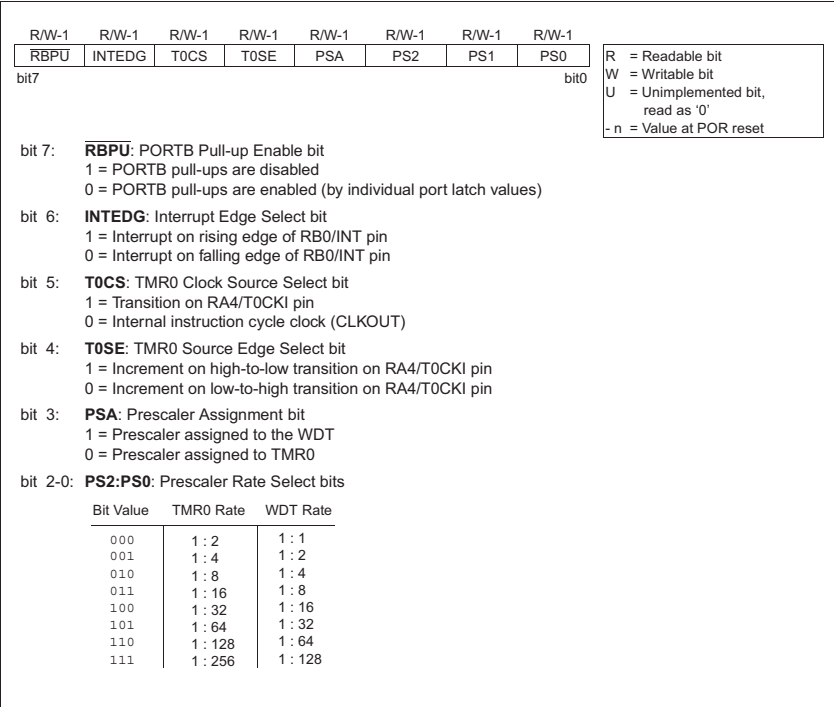 R/W-1 R/W-1 R/W-1 R/W-1 R/W-1 R/W-1 R/W-1 R/W-1
RBPU INTEDG T0CS T0SE PSA PS2 PS1 PS0
bit7 bit0
R = Readable bit
W = Writable bit
U = Unimplemented bit,
read as ‘0’
- n = Value at POR reset
bit 7: RBPU: PORTB Pull-up Enable bit
1 = PORTB pull-ups are disabled
0 = PORTB pull-ups are enabled (by individual port latch values)
bit 6: INTEDG: Interrupt Edge Select bit
1 = Interrupt on rising edge of RB0/INT pin
0 = Interrupt on falling edge of RB0/INT pin
bit 5: T0CS: TMR0 Clock Source Select bit
1 = Transition on RA4/T0CKI pin
0 = Internal instruction cycle clock (CLKOUT)
bit 4: T0SE: TMR0 Source Edge Select bit
1 = Increment on high-to-low transition on RA4/T0CKI pin
0 = Increment on low-to-high transition on RA4/T0CKI pin
bit 3: PSA: Prescaler Assignment bit
1 = Prescaler assigned to the WDT
0 = Prescaler assigned to TMR0
bit 2-0: PS2:PS0: Prescaler Rate Select bits
Bit Value TMR0 Rate WDT Rate
000 1 : 2 1 : 1
001 1 : 4 1 : 2
010 1 : 8 1 : 4
011 1 : 16 1 : 8
100 1 : 32 1 : 16
101 1 : 64 1 : 32
110 1 : 128 1 : 64
111 1 : 256 1 : 128